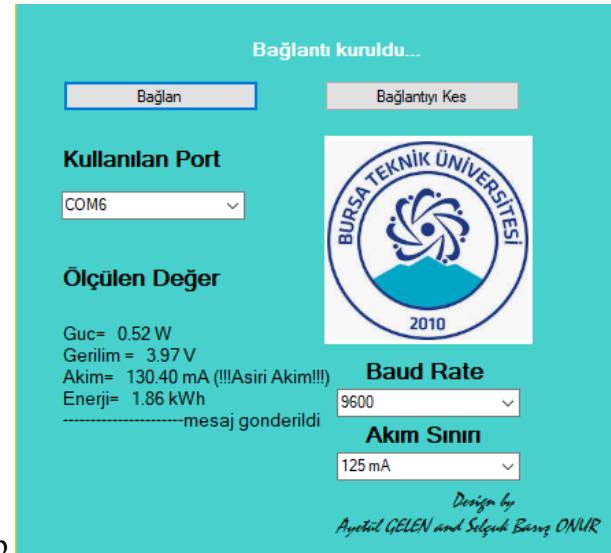 Bağlantı kuruldu...
Bağlan
Bağlantıyı Kes
Kullanılan Port
COM6
BURSA TEKNİK ÜNİVERSİTESİ
2010
Ölçülen Değer
Guc= 0.52 W
Gerilim = 3.97 V
Akim= 130.40 mA (!!!Asiri Akim!!!)
Enerji= 1.86 kWh
----------------------mesaj gonderildi
Baud Rate
9600
Akım Sınırı
125 mA
Design by
Ayetül GELEN and Selçuk Barış ONUR